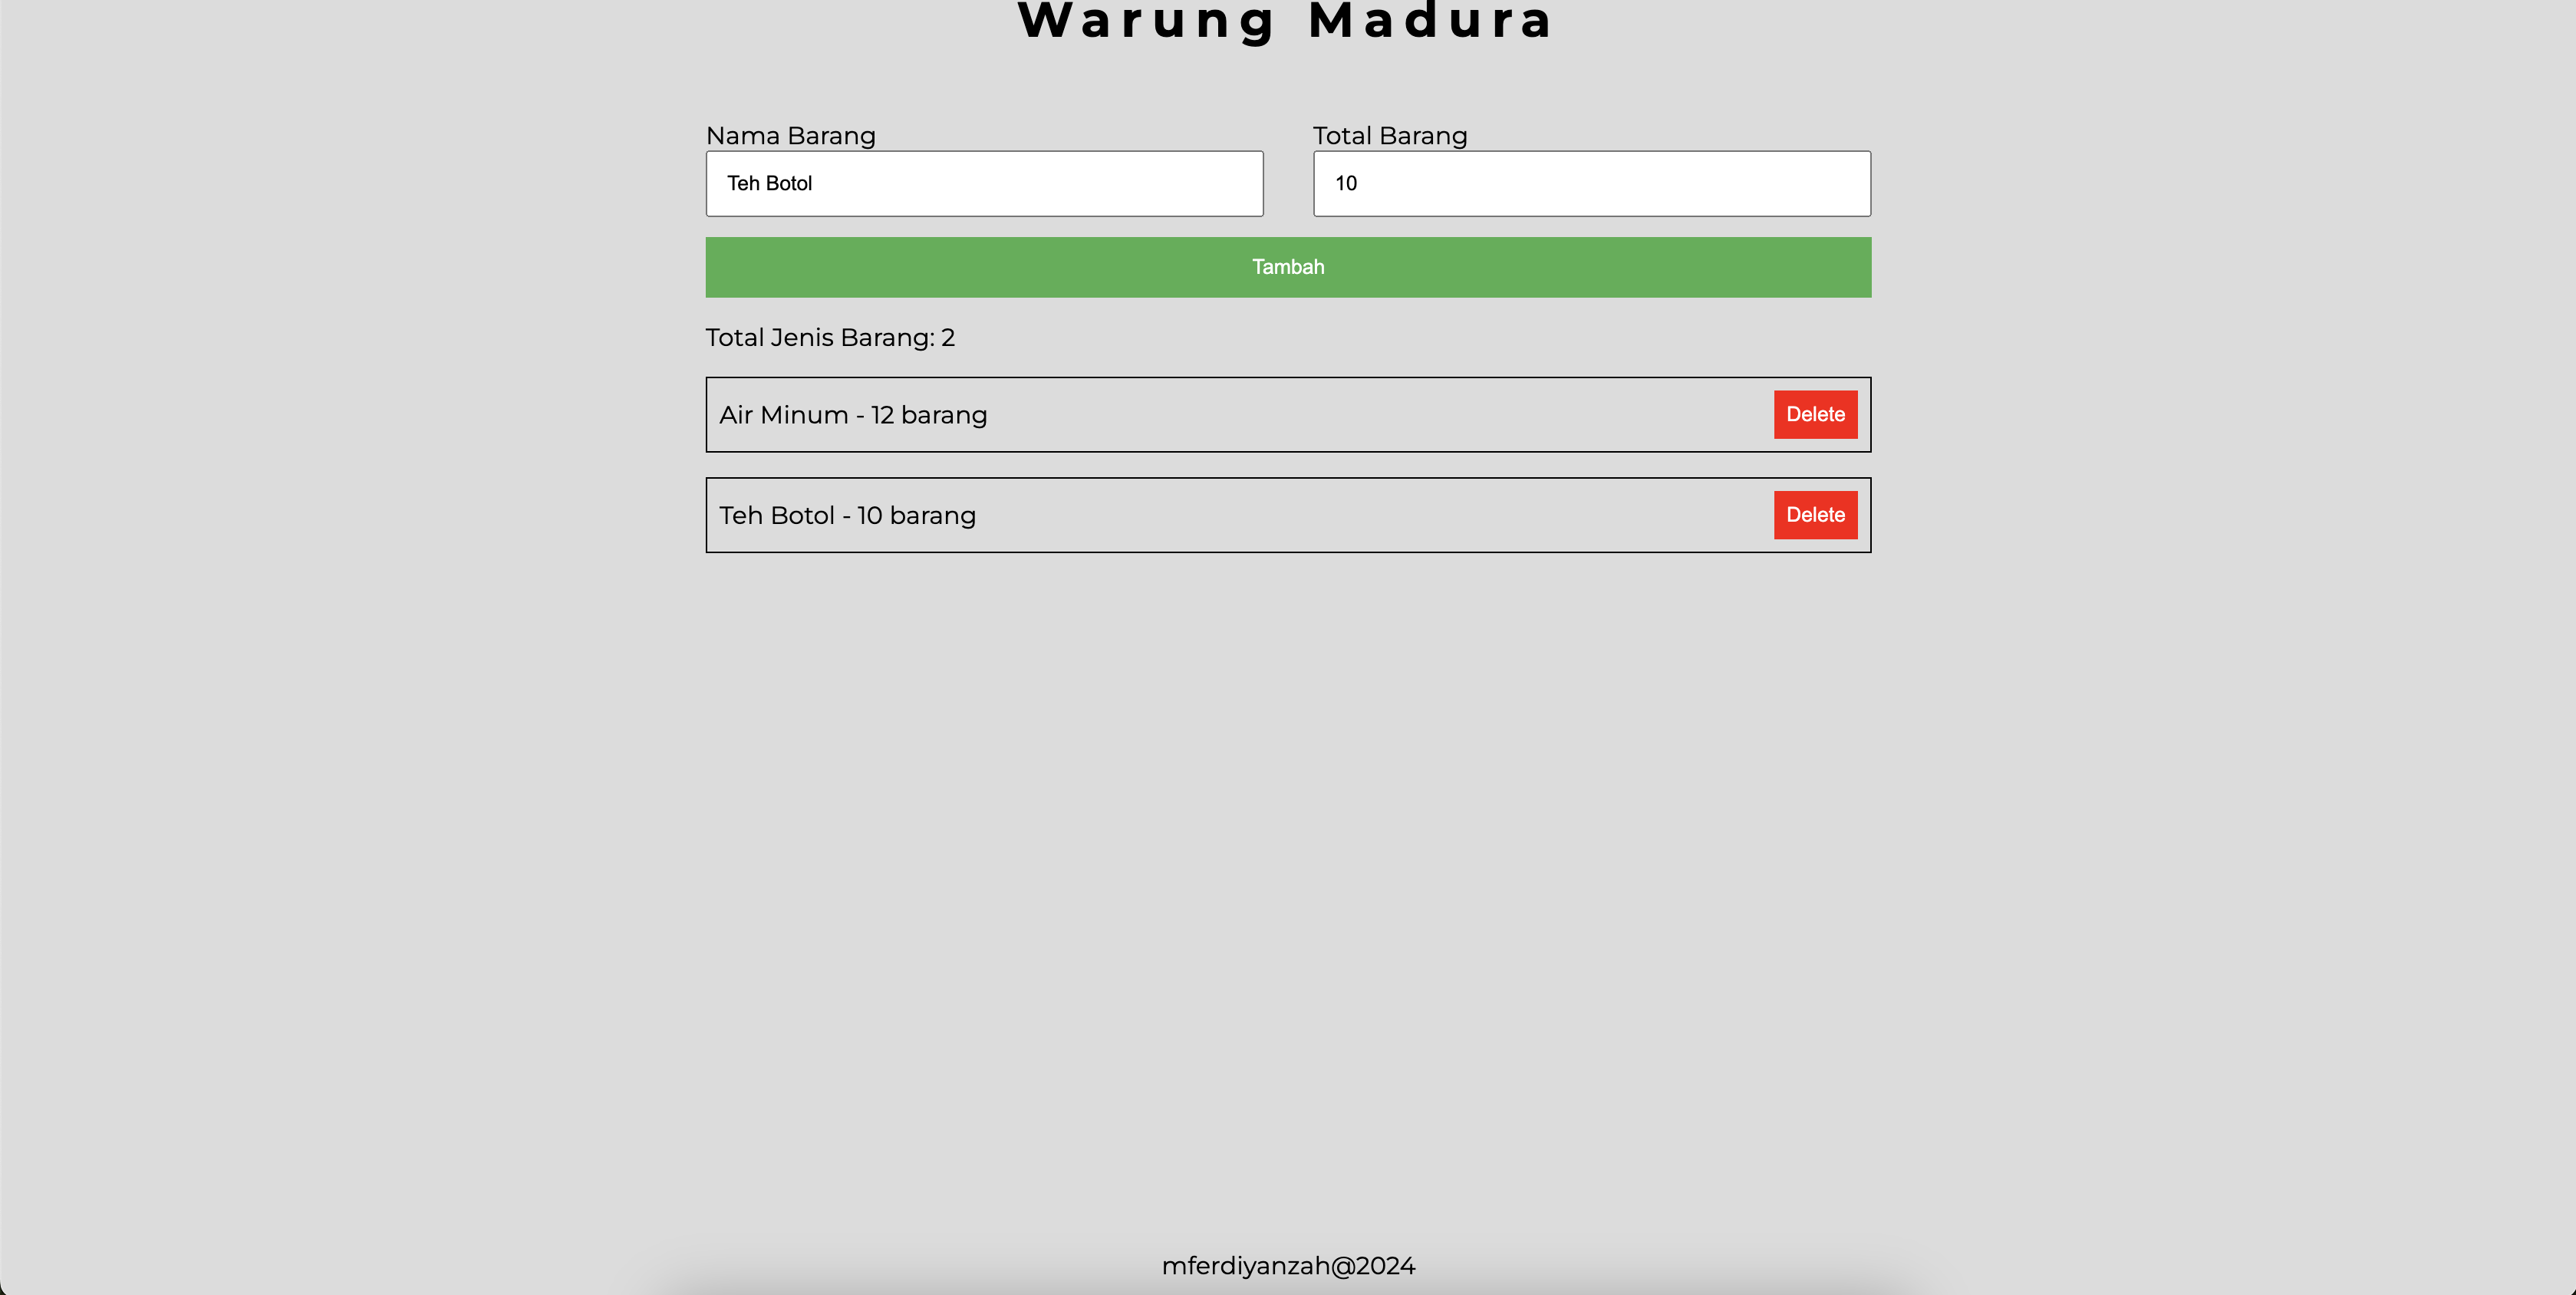 Warung Madura
Nama Barang
Total Barang
Teh Botol
10
Tambah
Total Jenis Barang: 2
Air Minum - 12 barang
Delete
Teh Botol - 10 barang
Delete
mferdiyanzah@2024